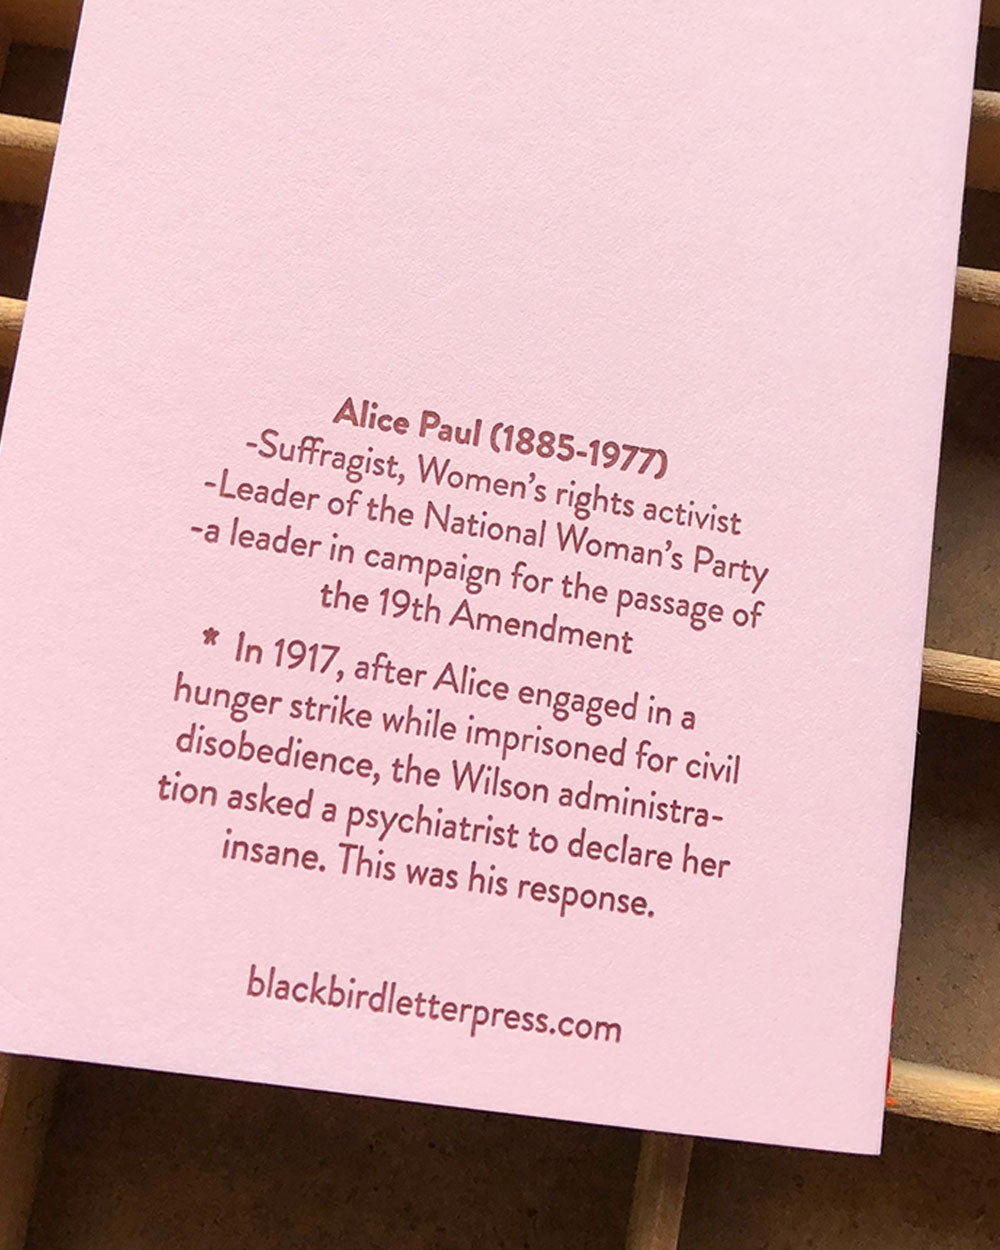 Alice Paul (1885-1977)
-Suffragist, Women's rights activist
-Leader of the National Woman's Party
-a leader in campaign for the passage of
the 19th Amendment
* In 1917, after Alice engaged in a
hunger strike while imprisoned for civil
disobedience, the Wilson administra-
tion asked a psychiatrist to declare her
insane. This was his response.
blackbirdletterpress.com